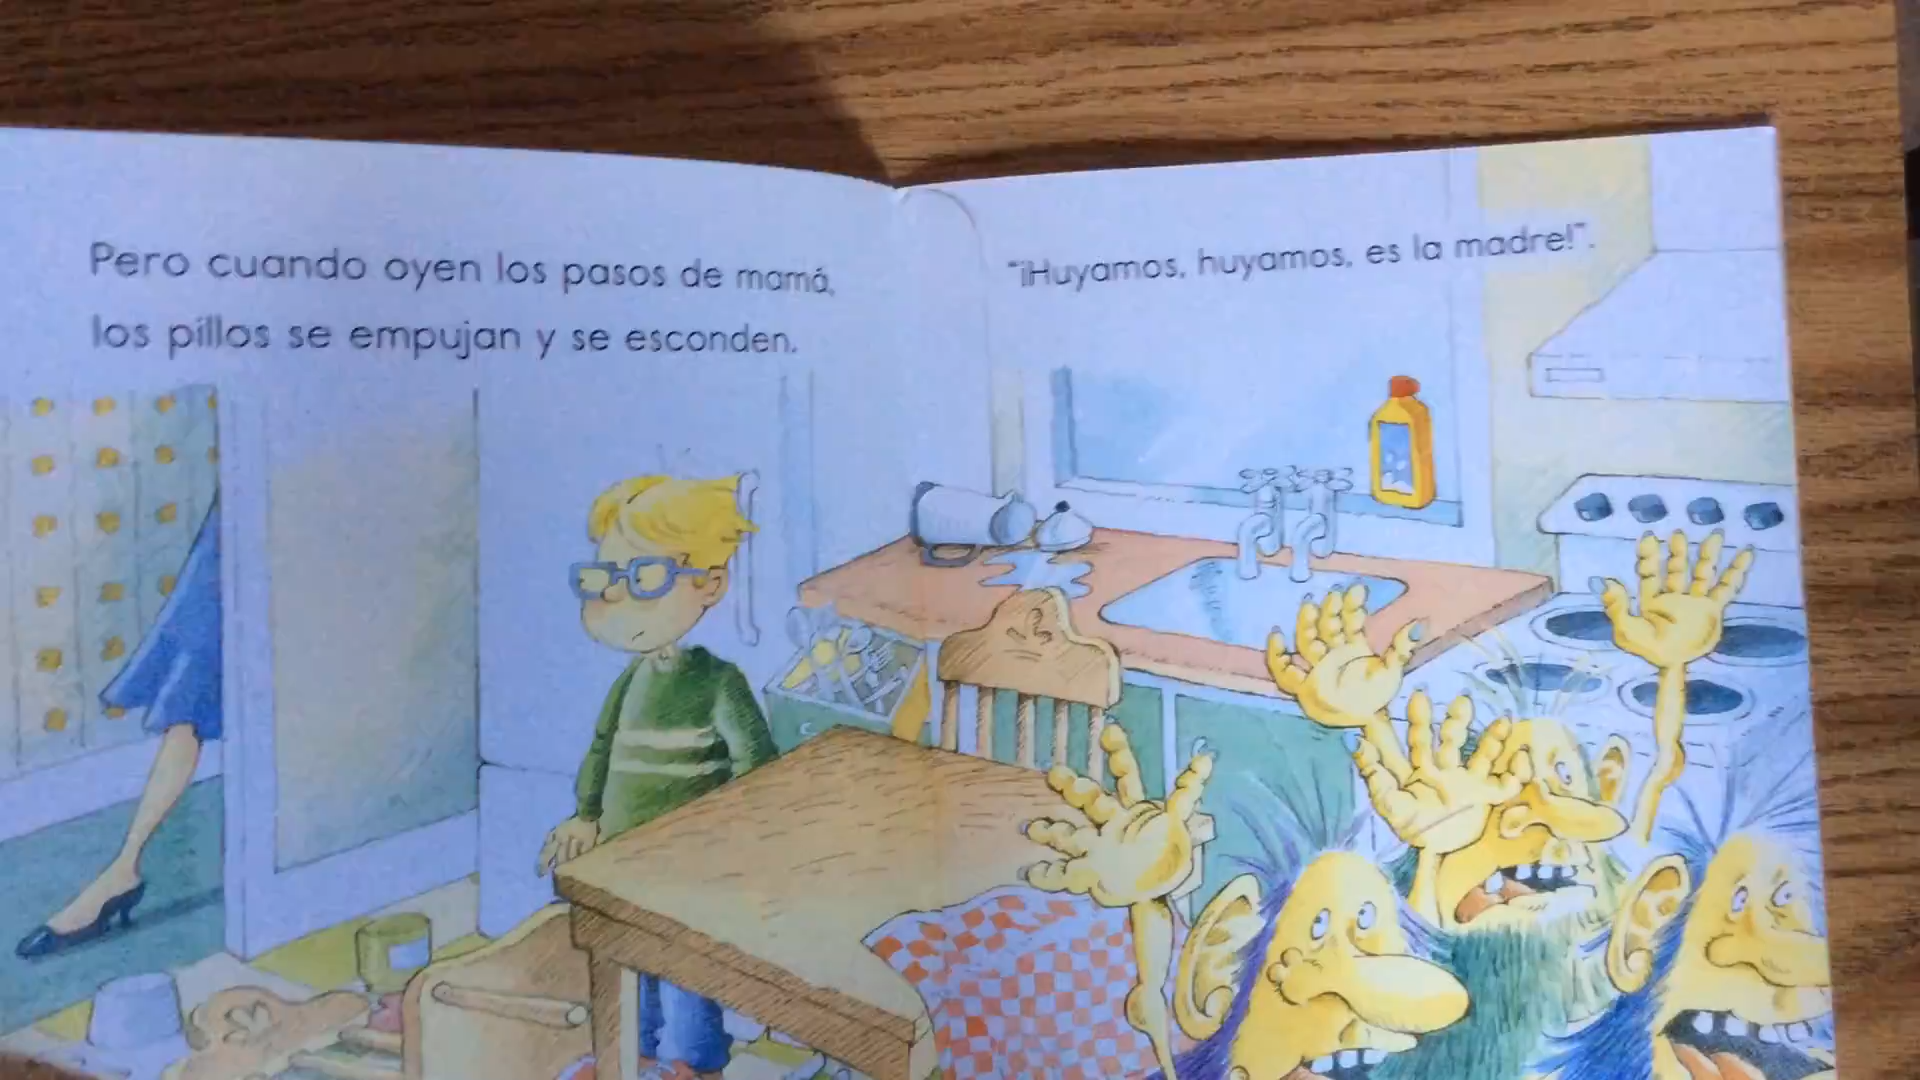 Pero cuando oyen los pasos de mamá,
los pillos se empujan y se esconden.
“¡Huyamos, huyamos, es la madre!”.